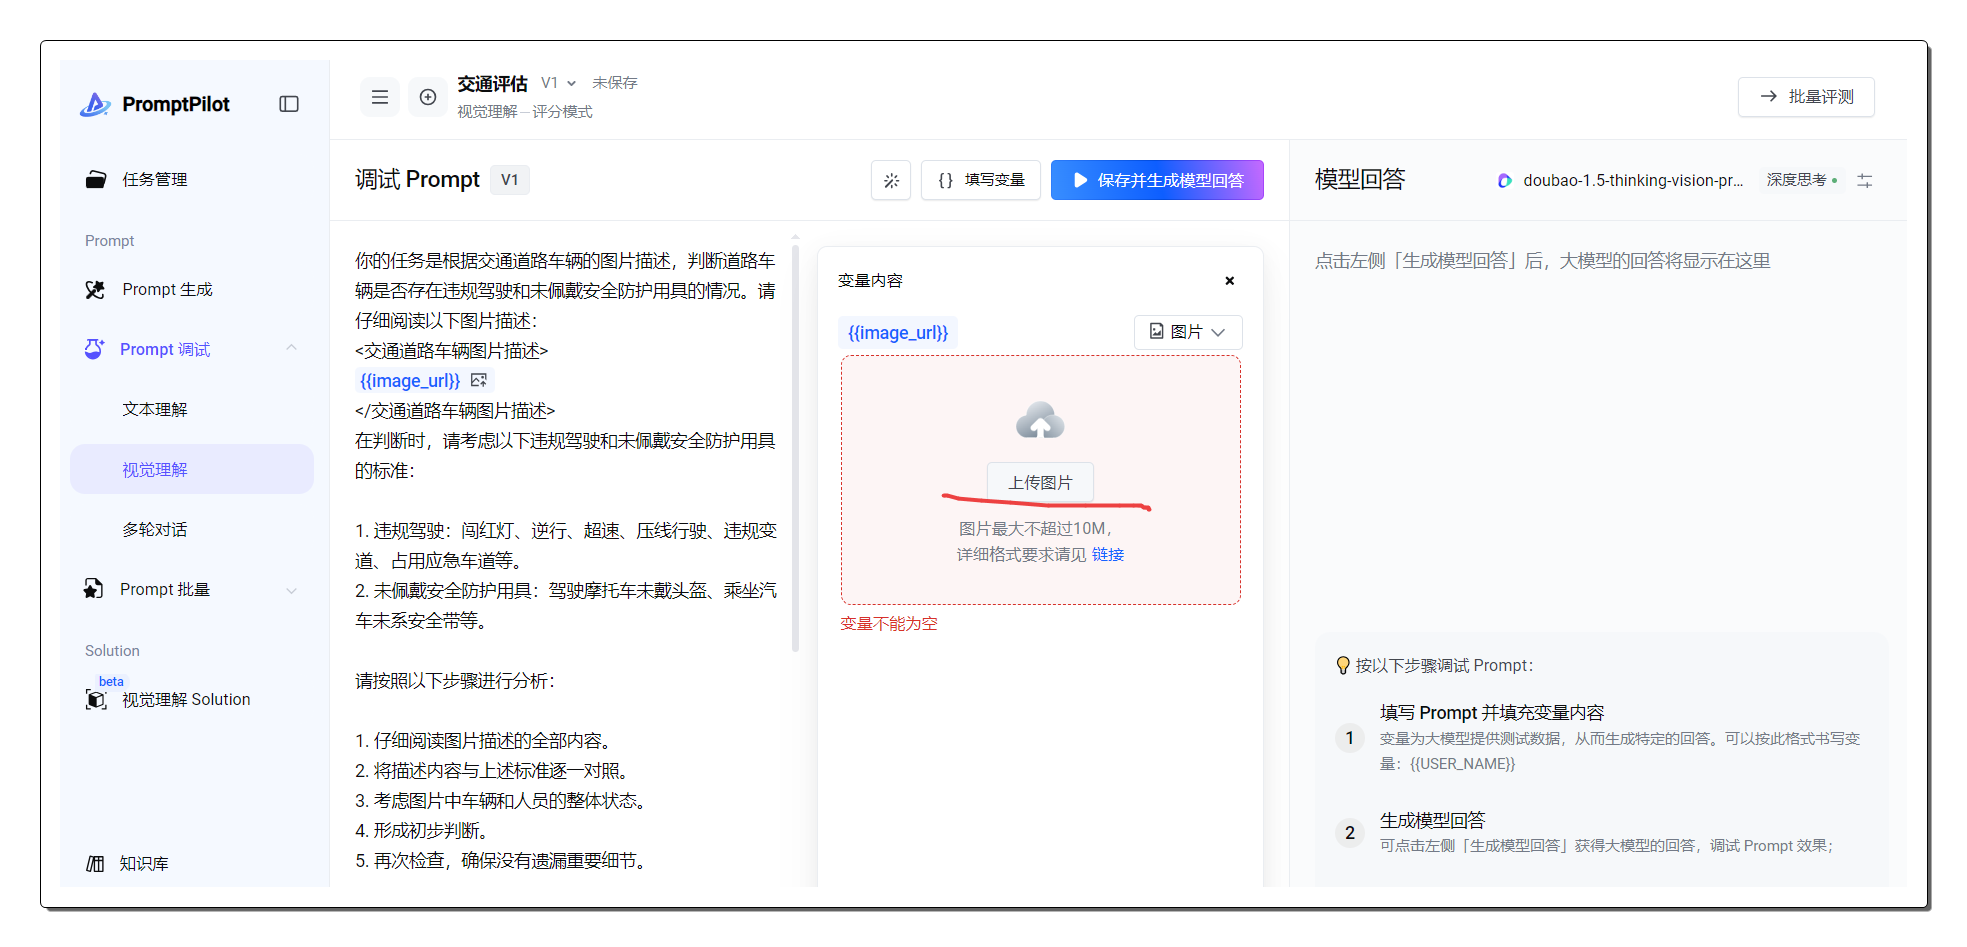 PromptPilot
任务管理
Prompt
Prompt 生成
Prompt 调试
文本理解
视觉理解
多轮对话
Prompt 批量
Solution
beta
视觉理解 Solution
知识库
交通评估 V1 未保存
视觉理解 – 评分模式
批量评测
调试 Prompt V1
{} 填写变量
保存并生成模型回答
你的任务是根据交通道路车辆的图片描述，判断道路车
辆是否存在违规驾驶和未佩戴安全防护用具的情况。请
仔细阅读以下图片描述：
<交通道路车辆图片描述>
{{image_url}}
</交通道路车辆图片描述>
在判断时，请考虑以下违规驾驶和未佩戴安全防护用具
的标准：
1. 违规驾驶：闯红灯、逆行、超速、压线行驶、违规变
道、占用应急车道等。
2. 未佩戴安全防护用具：驾驶摩托车未戴头盔、乘坐汽
车未系安全带等。
请按照以下步骤进行分析：
1. 仔细阅读图片描述的全部内容。
2. 将描述内容与上述标准逐一对照。
3. 考虑图片中车辆和人员的整体状态。
4. 形成初步判断。
5. 再次检查，确保没有遗漏重要细节。
变量内容
{{image_url}} 图片
上传图片
图片最大不超过10M，
详细格式要求请见 链接
变量不能为空
模型回答 doubao-1.5-thinking-vision-pr... 深度思考
点击左侧「生成模型回答」后，大模型的回答将显示在这里
按以下步骤调试 Prompt：
1 填写 Prompt 并填充变量内容
变量为大模型提供测试数据，从而生成特定的回答。可以按此格式书写变
量：{{USER_NAME}}
2 生成模型回答
可点击左侧「生成模型回答」获得大模型的回答，调试 Prompt 效果；